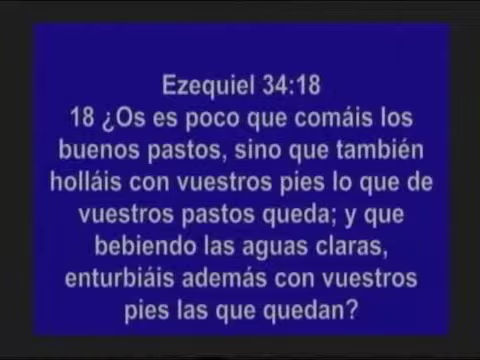 Ezequiel 34:18
18 ¿Os es poco que comáis los
buenos pastos, sino que también
holláis con vuestros pies lo que de
vuestros pastos queda; y que
bebiendo las aguas claras,
enturbiáis además con vuestros
pies las que quedan?